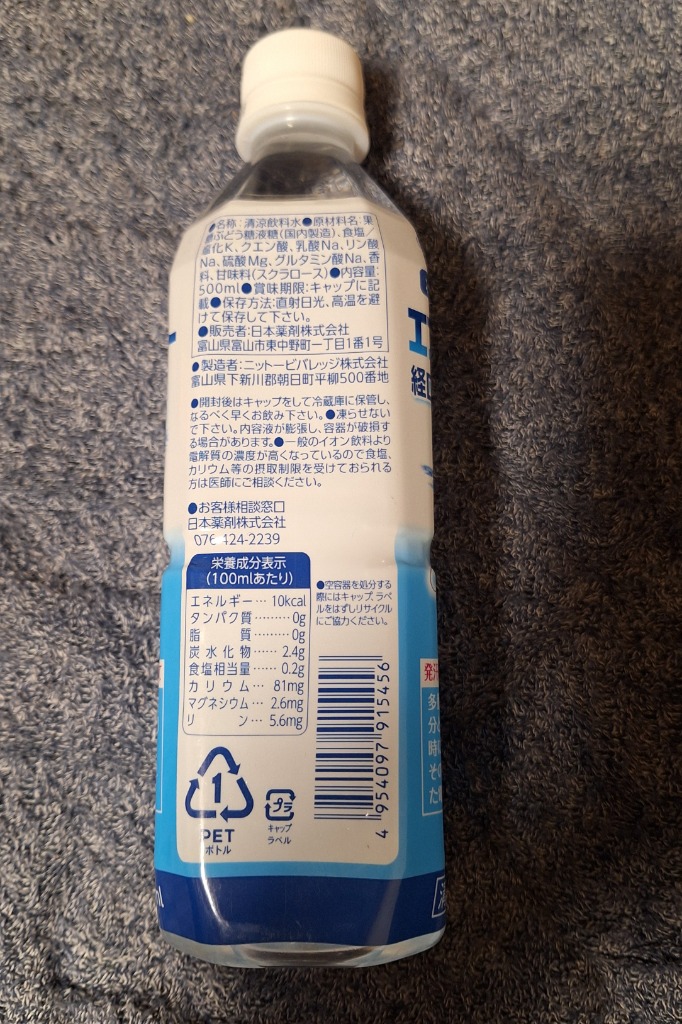 ●名称：清涼飲料水●原材料名：果
糖ぶどう糖液糖(国内製造)、食塩/
塩化K、クエン酸、乳酸Na、リン酸
Na、硫酸Mg、グルタミン酸Na、香
料、甘味料(スクラロース)●内容量：
500ml●賞味期限：キャップに記
載●保存方法：直射日光、高温を避
けて保存して下さい。
●販売者：日本薬剤株式会社
富山県富山市東中野町一丁目1番1号
●製造者：ニットービバレッジ株式会社
富山県下新川郡朝日町平柳500番地
●開封後はキャップをして冷蔵庫に保管し、
なるべく早くお飲み下さい。●凍らせない
で下さい。内容液が膨張し、容器が破損す
る場合があります。●一般のイオン飲料より
電解質の濃度が高くなっているので食塩、
カリウム等の摂取制限を受けておられる
方は医師にご相談ください。
●お客様相談窓口
日本薬剤株式会社
076-424-2239
栄養成分表示
(100mlあたり)
エネルギー…10kcal
タンパク質………0g
脂　　質………0g
炭水化物……2.4g
食塩相当量……0.2g
カリウム……81mg
マグネシウム…2.6mg
リ　　ン…5.6mg
●空容器を処分する
際にはキャップ、ラベ
ルをはずしリサイクル
にご協力ください。
4 954097 915456
1
PET
ボトル
プラ
キャップ
ラベル
エ
経口
発汗
多
分
時に
その
た